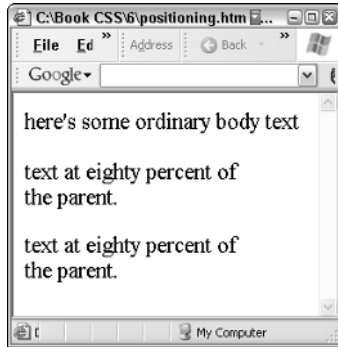 C:\Book CSS\6\positioning.htm
File Ed » Address Back »
Google
here's some ordinary body text
text at eighty percent of
the parent.
text at eighty percent of
the parent.
My Computer